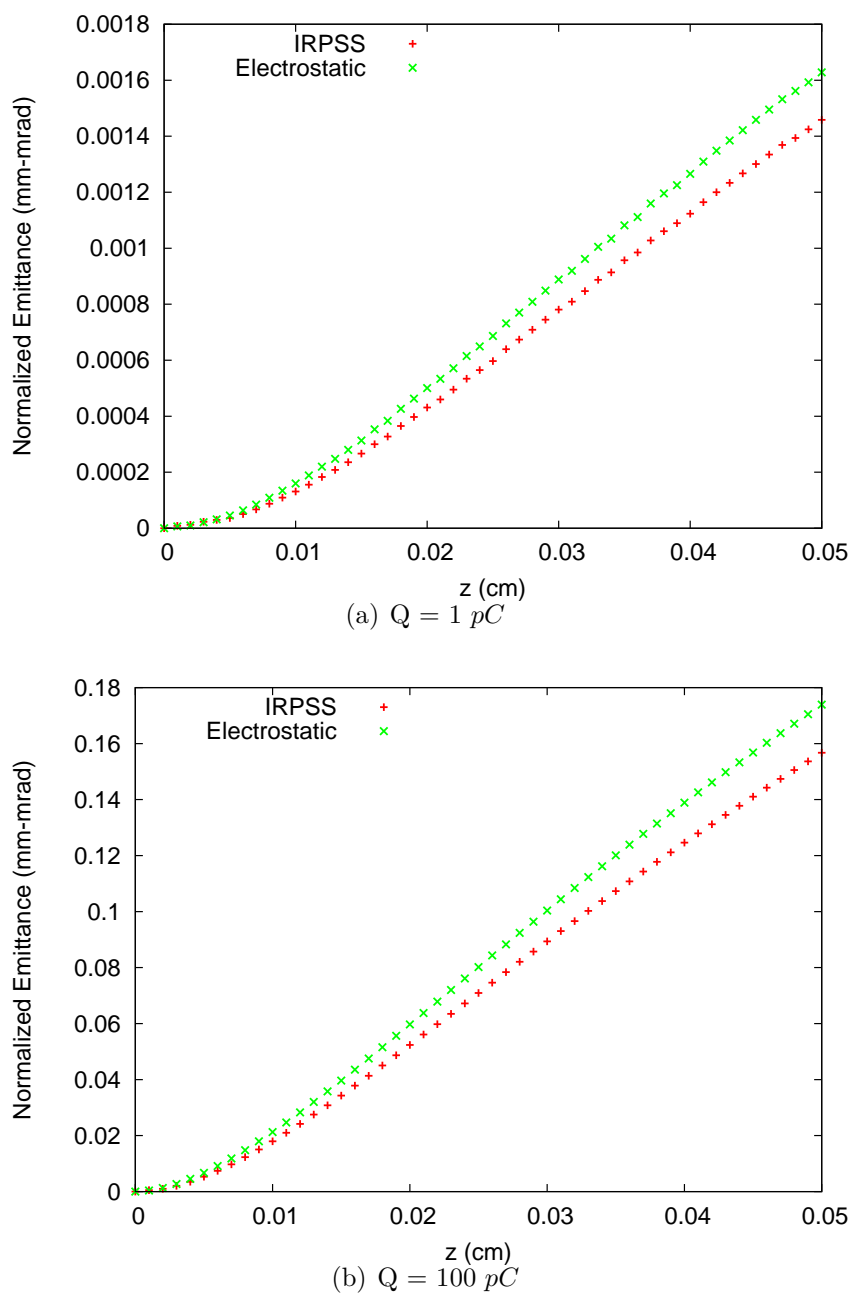 0.0018
0.0016
0.0014
0.0012
0.001
0.0008
0.0006
0.0004
0.0002
0
Normalized Emittance (mm-mrad)
IRPSS
Electrostatic
0 0.01 0.02 0.03 0.04 0.05
z (cm)
(a) Q = 1 pC
0.18
0.16
0.14
0.12
0.1
0.08
0.06
0.04
0.02
0
Normalized Emittance (mm-mrad)
IRPSS
Electrostatic
0 0.01 0.02 0.03 0.04 0.05
z (cm)
(b) Q = 100 pC